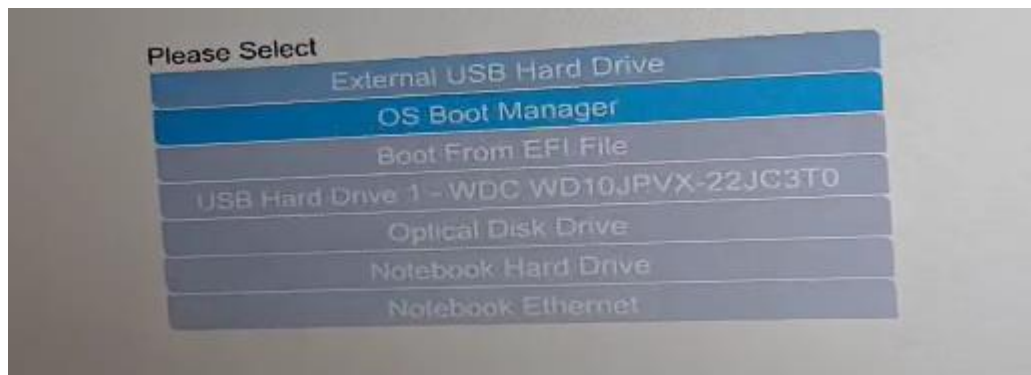 Please Select
External USB Hard Drive
OS Boot Manager
Boot From EFI File
USB Hard Drive 1 - WDC WD10JPVX-22JC3T0
Optical Disk Drive
Notebook Hard Drive
Notebook Ethernet